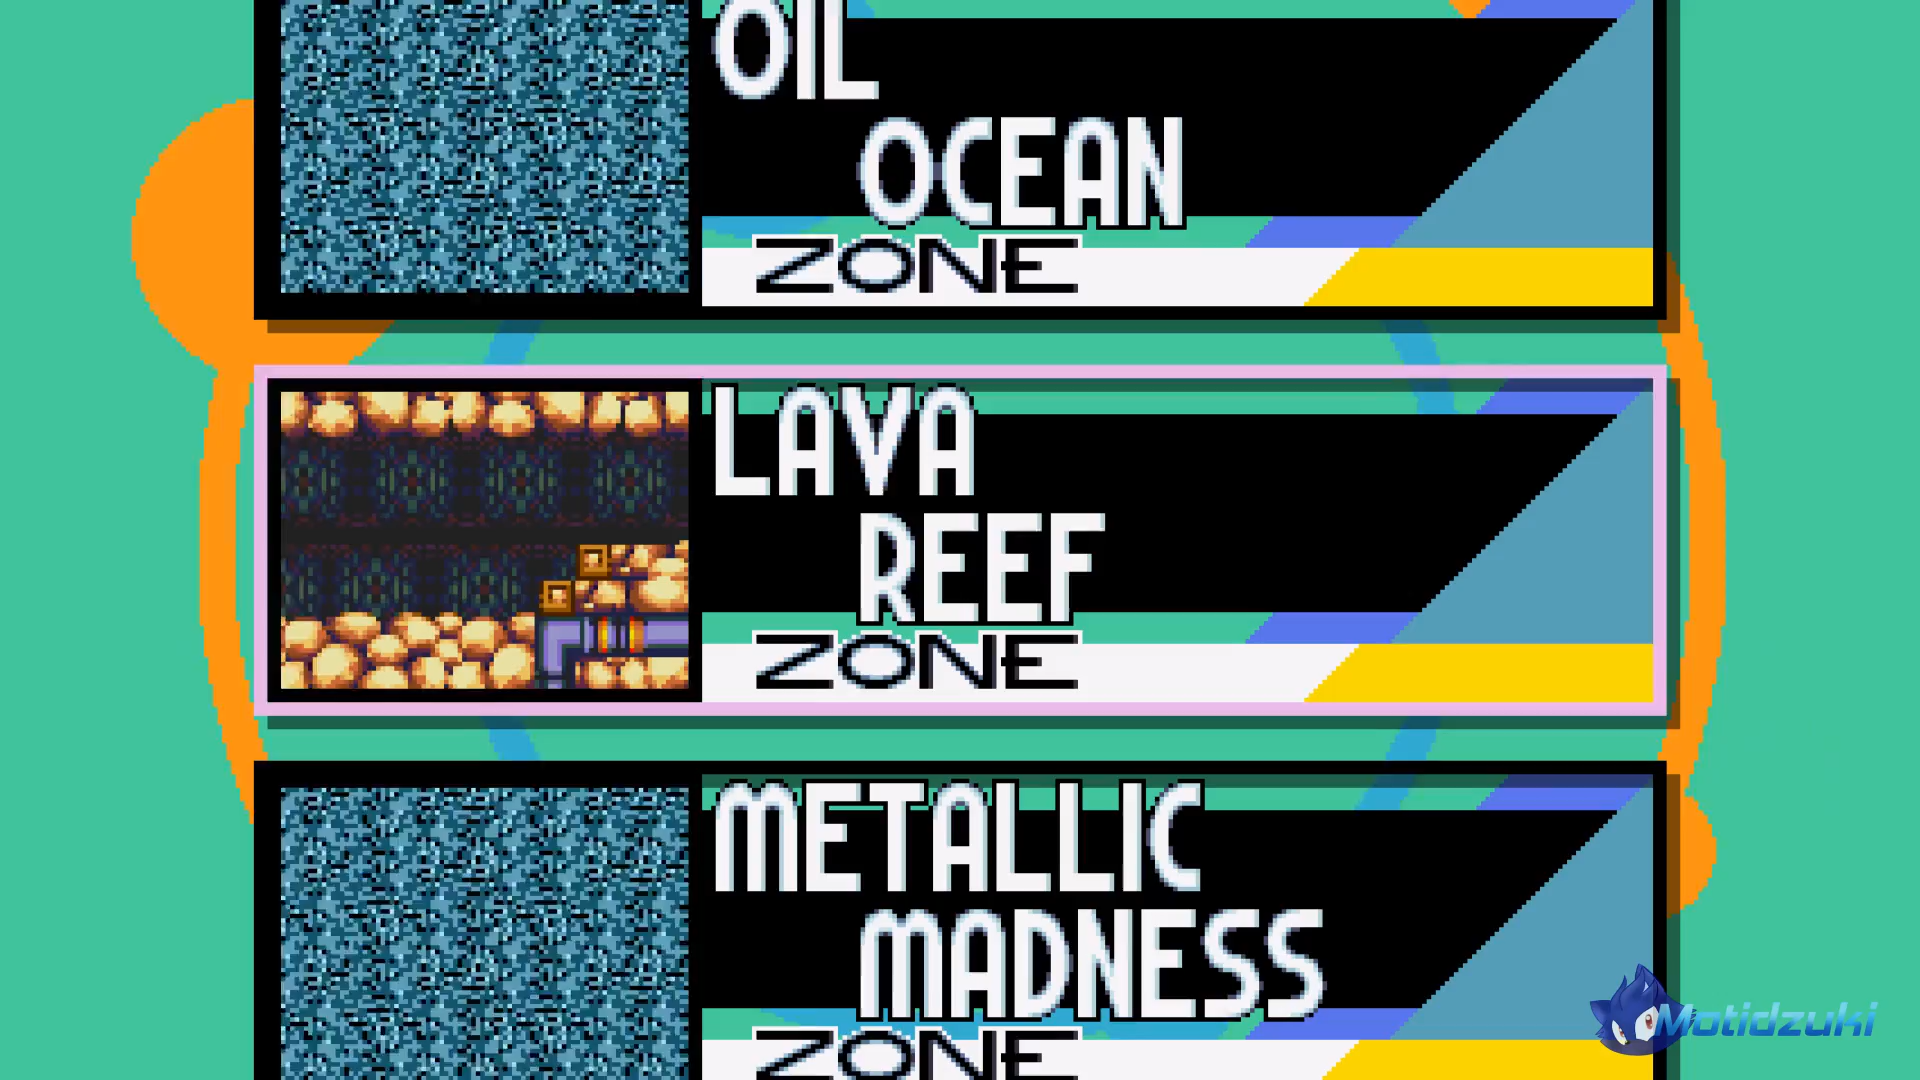 OIL
OCEAN
ZONE
LAVA
REEF
ZONE
METALLIC
MADNESS
ZONE
Motidzuki